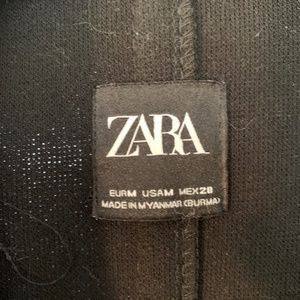 ZARA
EUR M USA M MEX 28
MADE IN MYANMAR (BURMA)